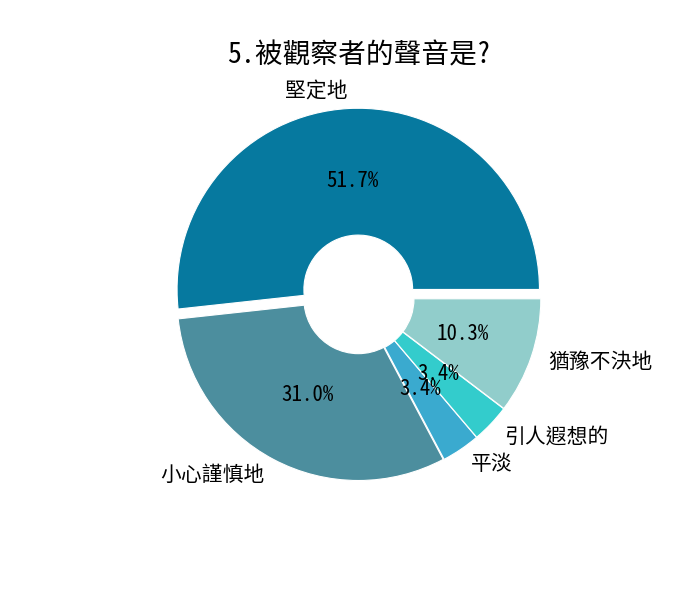 5.被觀察者的聲音是?
堅定地
51.7%
10.3%
猶豫不決地
3.4%
3.4%
31.0%
引人遐想的
平淡
小心謹慎地